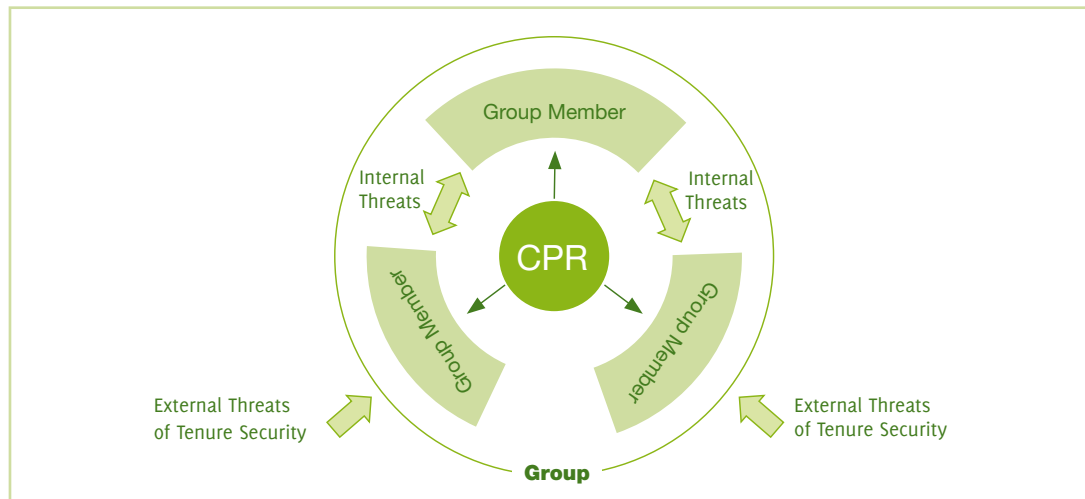 Group Member
Internal
Threats
Internal
Threats
CPR
Group Member
Group Member
External Threats
of Tenure Security
External Threats
of Tenure Security
Group